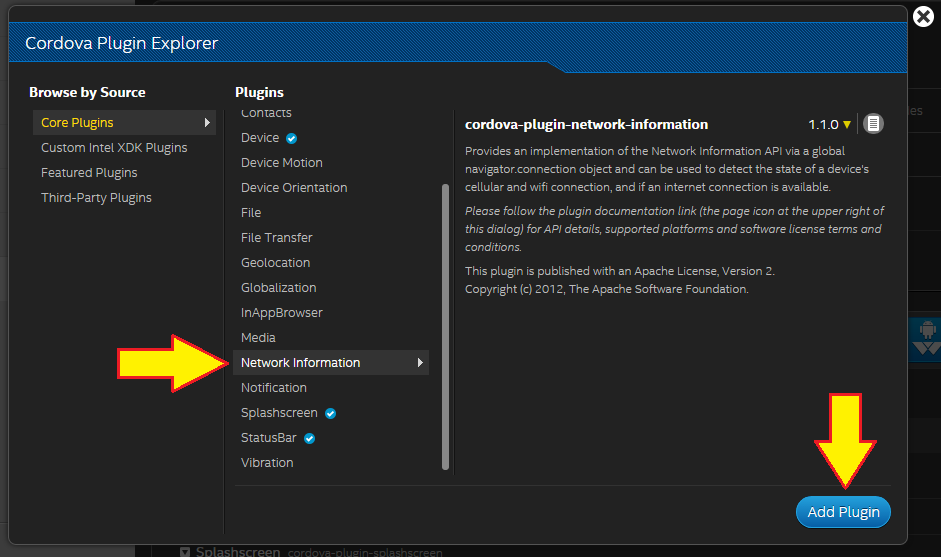 Cordova Plugin Explorer
Browse by Source
Core Plugins
Custom Intel XDK Plugins
Featured Plugins
Third-Party Plugins
Plugins
Contacts
Device
Device Motion
Device Orientation
File
File Transfer
Geolocation
Globalization
InAppBrowser
Media
Network Information
Notification
Splashscreen
StatusBar
Vibration
cordova-plugin-network-information 1.1.0
Provides an implementation of the Network Information API via a global
navigator.connection object and can be used to detect the state of a device's
cellular and wifi connection, and if an internet connection is available.
Please follow the plugin documentation link (the page icon at the upper right of
this dialog) for API details, supported platforms and software license terms and
conditions.
This plugin is published with an Apache License, Version 2.
Copyright (c) 2012, The Apache Software Foundation.
Add Plugin
Splashscreen cordova-plugin-splashscreen